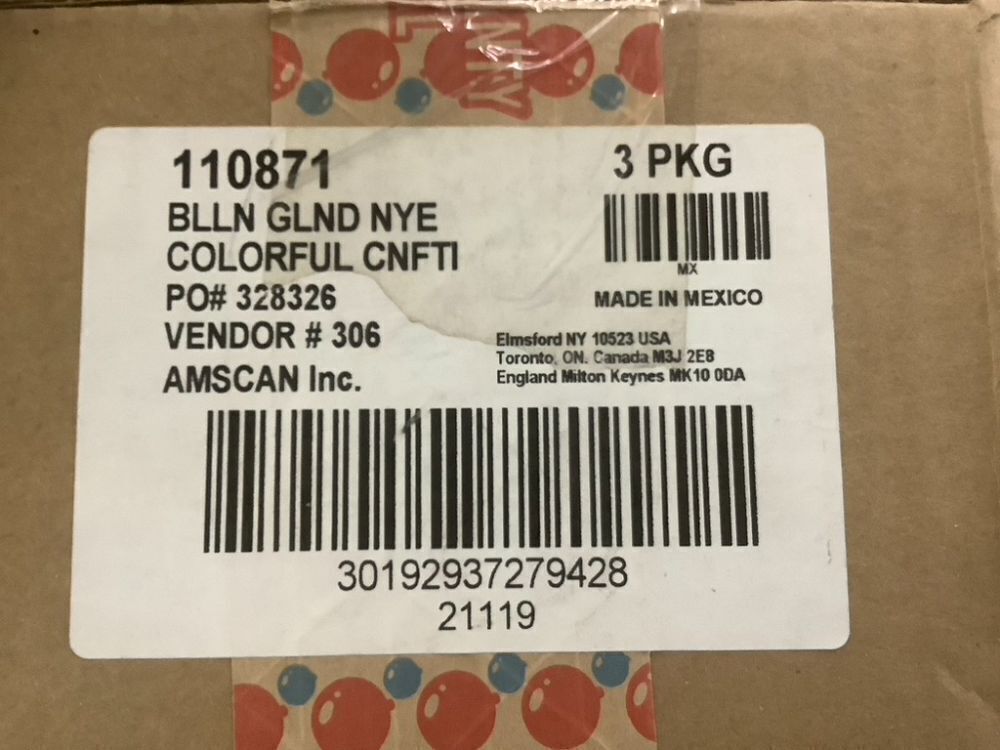 110871
BLLN GLND NYE
COLORFUL CNFTI
PO# 328326
VENDOR # 306
AMSCAN Inc.
3 PKG
MX
MADE IN MEXICO
Elmsford NY 10523 USA
Toronto, ON. Canada M3J 2E8
England Milton Keynes MK10 0DA
30192937279428
21119